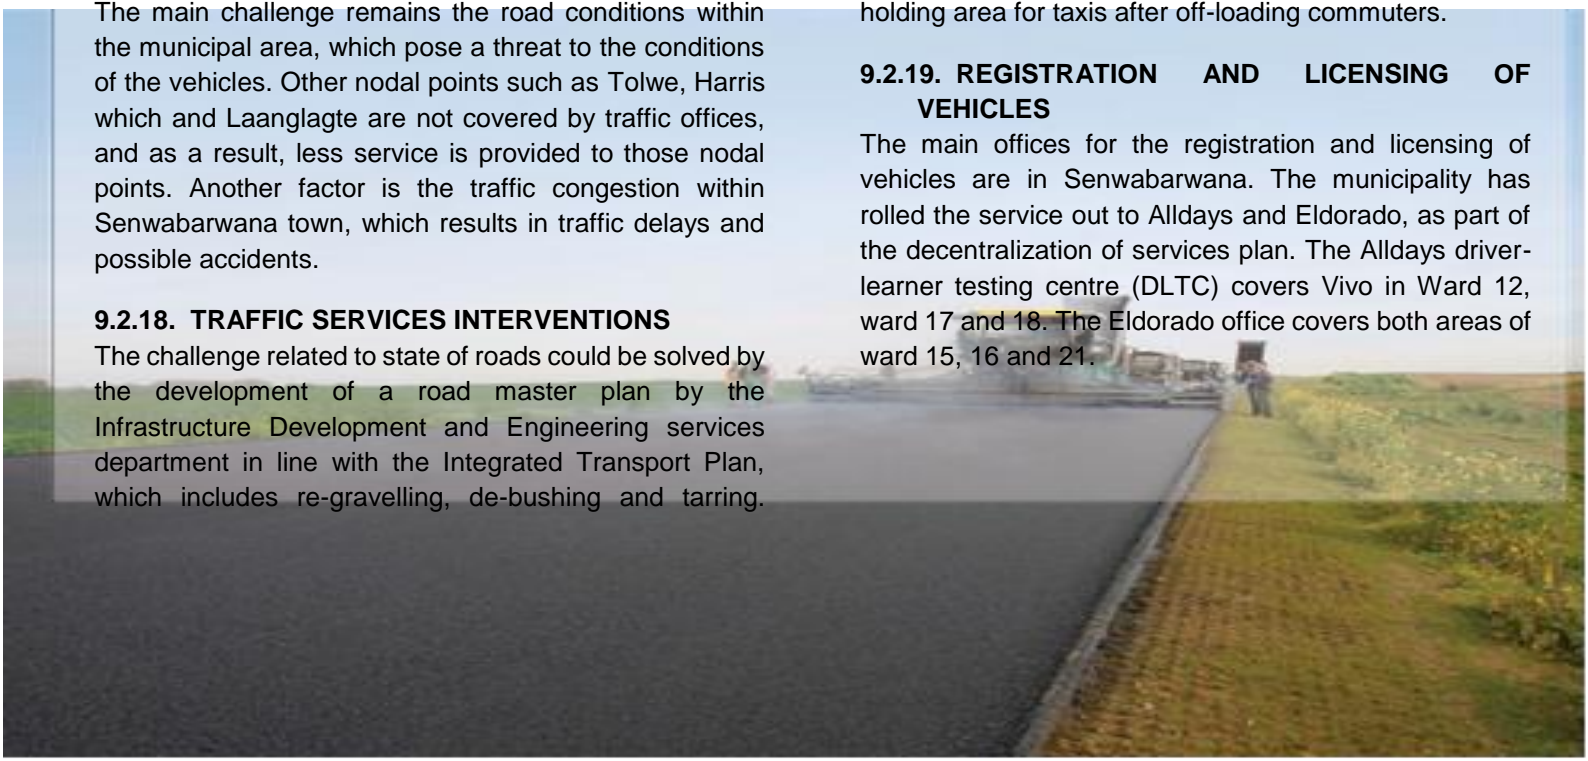 The main challenge remains the road conditions within
the municipal area, which pose a threat to the conditions
of the vehicles. Other nodal points such as Tolwe, Harris
which and Laanglagte are not covered by traffic offices,
and as a result, less service is provided to those nodal
points. Another factor is the traffic congestion within
Senwabarwana town, which results in traffic delays and
possible accidents.
9.2.18. TRAFFIC SERVICES INTERVENTIONS
The challenge related to state of roads could be solved by
the development of a road master plan by the
Infrastructure Development and Engineering services
department in line with the Integrated Transport Plan,
which includes re-gravelling, de-bushing and tarring.
holding area for taxis after off-loading commuters.
9.2.19. REGISTRATION AND LICENSING OF
VEHICLES
The main offices for the registration and licensing of
vehicles are in Senwabarwana. The municipality has
rolled the service out to Alldays and Eldorado, as part of
the decentralization of services plan. The Alldays driver-
learner testing centre (DLTC) covers Vivo in Ward 12,
ward 17 and 18. The Eldorado office covers both areas of
ward 15, 16 and 21.